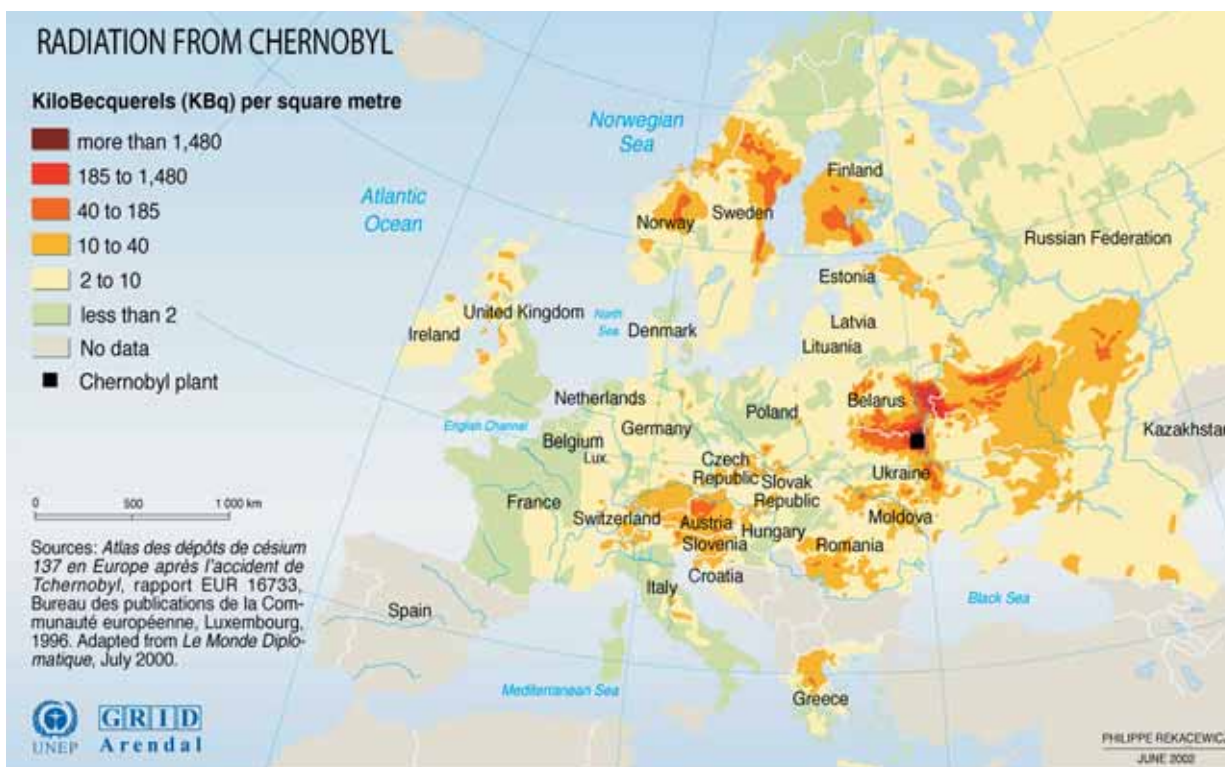 RADIATION FROM CHERNOBYL
KiloBecquerels (KBq) per square metre
more than 1,480
185 to 1,480
40 to 185
10 to 40
2 to 10
less than 2
No data
Chernobyl plant
Norwegian
Sea
Atlantic
Ocean
Finland
Norway
Sweden
Russian Federation
Estonia
United Kingdom
North
Sea
Ireland
Denmark
Latvia
Lituania
Netherlands
Belarus
Poland
English Channel
Germany
Kazakhstan
Belgium
Lux.
Czech
Republic
Slovak
Republic
Ukraine
France
Switzerland
Austria
Moldova
Hungary
Slovenia
Romania
Croatia
Italy
Spain
Black Sea
Mediterranean Sea
Greece
0 500 1 000 km
Sources: Atlas des dépôts de césium
137 en Europe après l'accident de
Tchernobyl, rapport EUR 16733,
Bureau des publications de la Com-
munauté européenne, Luxembourg,
1996. Adapted from Le Monde Diplo-
matique, July 2000.
UNEP
GRID
Arendal
PHILIPPE REKACEWICZ
JUNE 2002